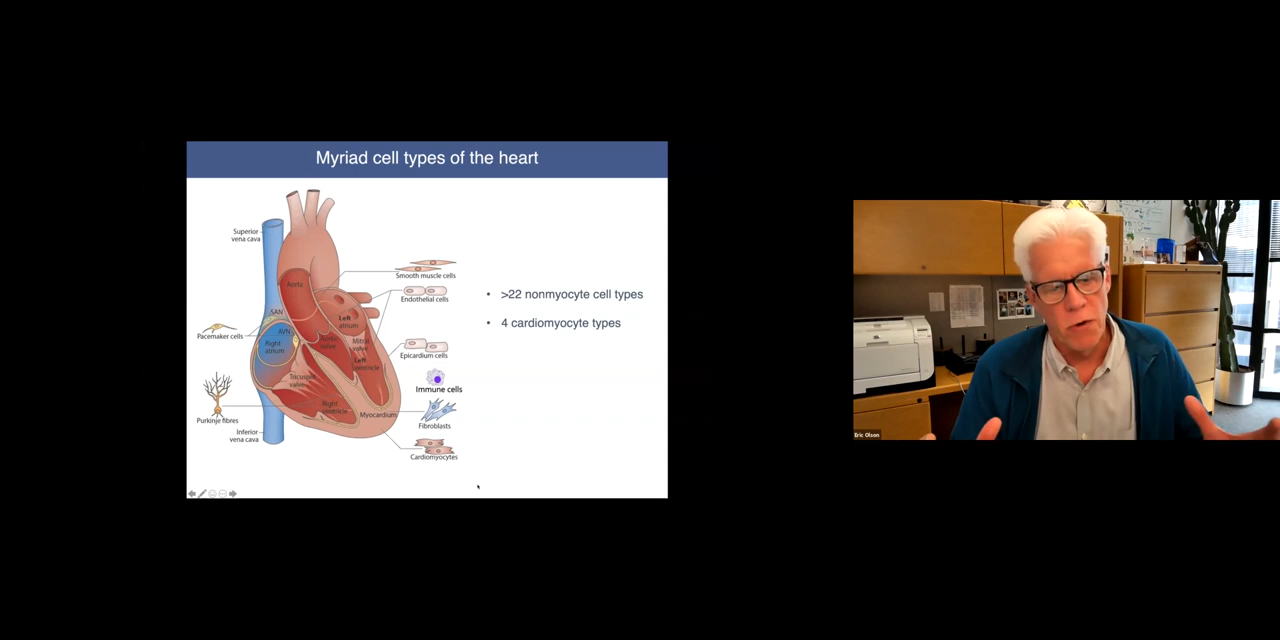 Myriad cell types of the heart
Superior
vena cava
Aorta
SAN
AVN
Right
atrium
Pacemaker cells
Purkinje fibres
Inferior
vena cava
Left
atrium
Aortic
valve
Mitral
valve
Left
ventricle
Tricuspid
valve
Right
ventricle
Myocardium
Smooth muscle cells
Endothelial cells
Epicardium cells
Immune cells
Fibroblasts
Cardiomyocytes
• >22 nonmyocyte cell types
• 4 cardiomyocyte types
Eric Olson